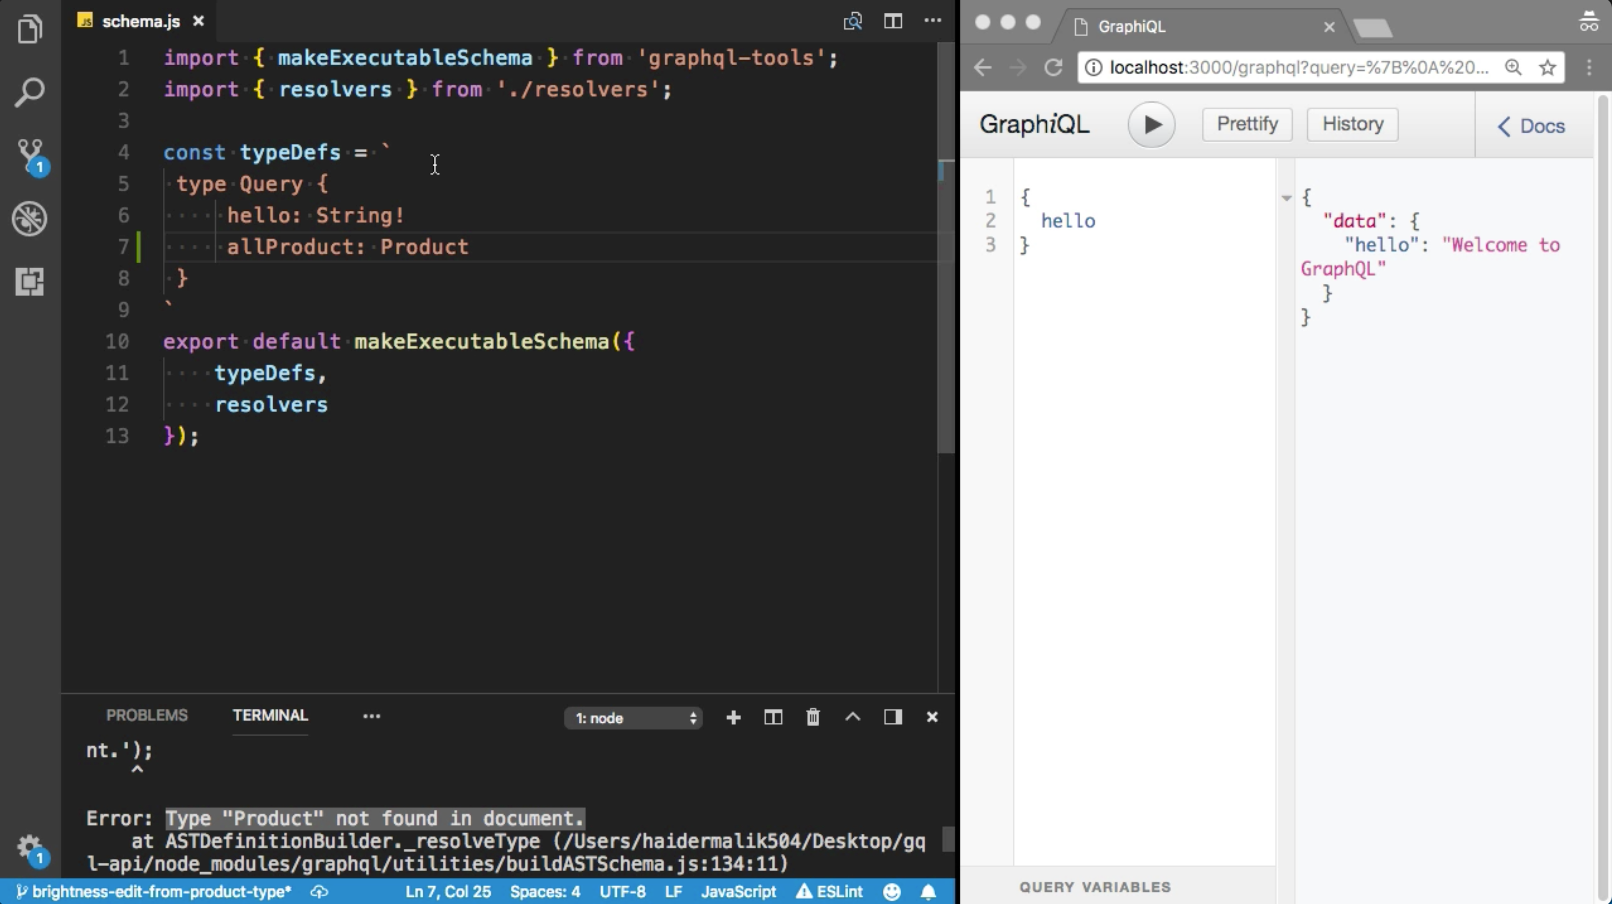 JS schema.js
1 import { makeExecutableSchema } from 'graphql-tools';
2 import { resolvers } from './resolvers';
3
4 const typeDefs = `
5 type Query {
6 hello: String!
7 allProduct: Product
8 }
9 `
10 export default makeExecutableSchema({
11 typeDefs,
12 resolvers
13 });
PROBLEMS TERMINAL 1: node
nt.');
^
Error: Type "Product" not found in document.
at ASTDefinitionBuilder._resolveType (/Users/haidermalik504/Desktop/gq
l-api/node_modules/graphql/utilities/buildASTSchema.js:134:11)
1
1
brightness-edit-from-product-type* Ln 7, Col 25 Spaces: 4 UTF-8 LF JavaScript ESLint
GraphiQL
localhost:3000/graphql?query=%7B%0A%20...
GraphiQL Prettify History Docs
1 {
2 hello
3 }
{
"data": {
"hello": "Welcome to
GraphQL"
}
}
QUERY VARIABLES